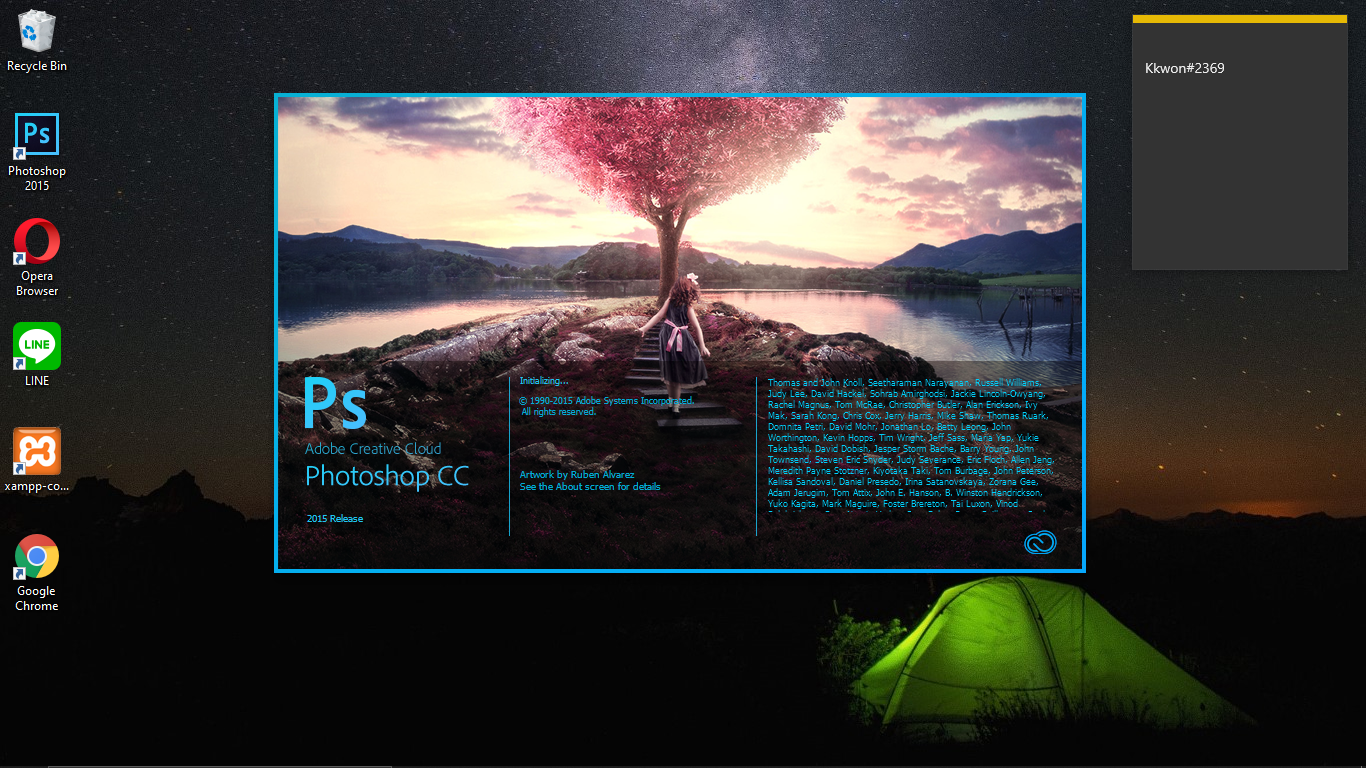 Recycle Bin
Ps
Photoshop
2015
Opera
Browser
LINE
LINE
xampp-co...
Google
Chrome
Kkwon#2369
Ps
Adobe Creative Cloud
Photoshop CC
2015 Release
Initializing...
© 1990-2015 Adobe Systems Incorporated.
All rights reserved.
Artwork by Ruben Alvarez
See the About screen for details
Thomas and John Knoll, Seetharaman Narayanan, Russell Williams,
Judy Lee, David Hackel, Sohrab Amirghodsi, Jackie Lincoln-Owyang,
Rachel Magnus, Tom McRae, Christopher Butler, Alan Erickson, Ivy
Mak, Sarah Kong, Chris Cox, Jerry Harris, Mike Shaw, Thomas Ruark,
Domnita Petri, David Mohr, Jonathan Lo, Betty Leong, John
Worthington, Kevin Hopps, Tim Wright, Jeff Sass, Maria Yap, Yukie
Takahashi, David Dobish, Jesper Storm Bache, Barry Young, John
Townsend, Steven Eric Snyder, Judy Severance, Eric Floch, Allen Jeng,
Meredith Payne Stotzner, Kiyotaka Taki, Tom Burbage, John Peterson,
Kellisa Sandoval, Daniel Presedo, Irina Satanovskaya, Zorana Gee,
Adam Jerugim, Tom Attix, John E. Hanson, B. Winston Hendrickson,
Yuko Kagita, Mark Maguire, Foster Brereton, Tai Luxon, Vinod